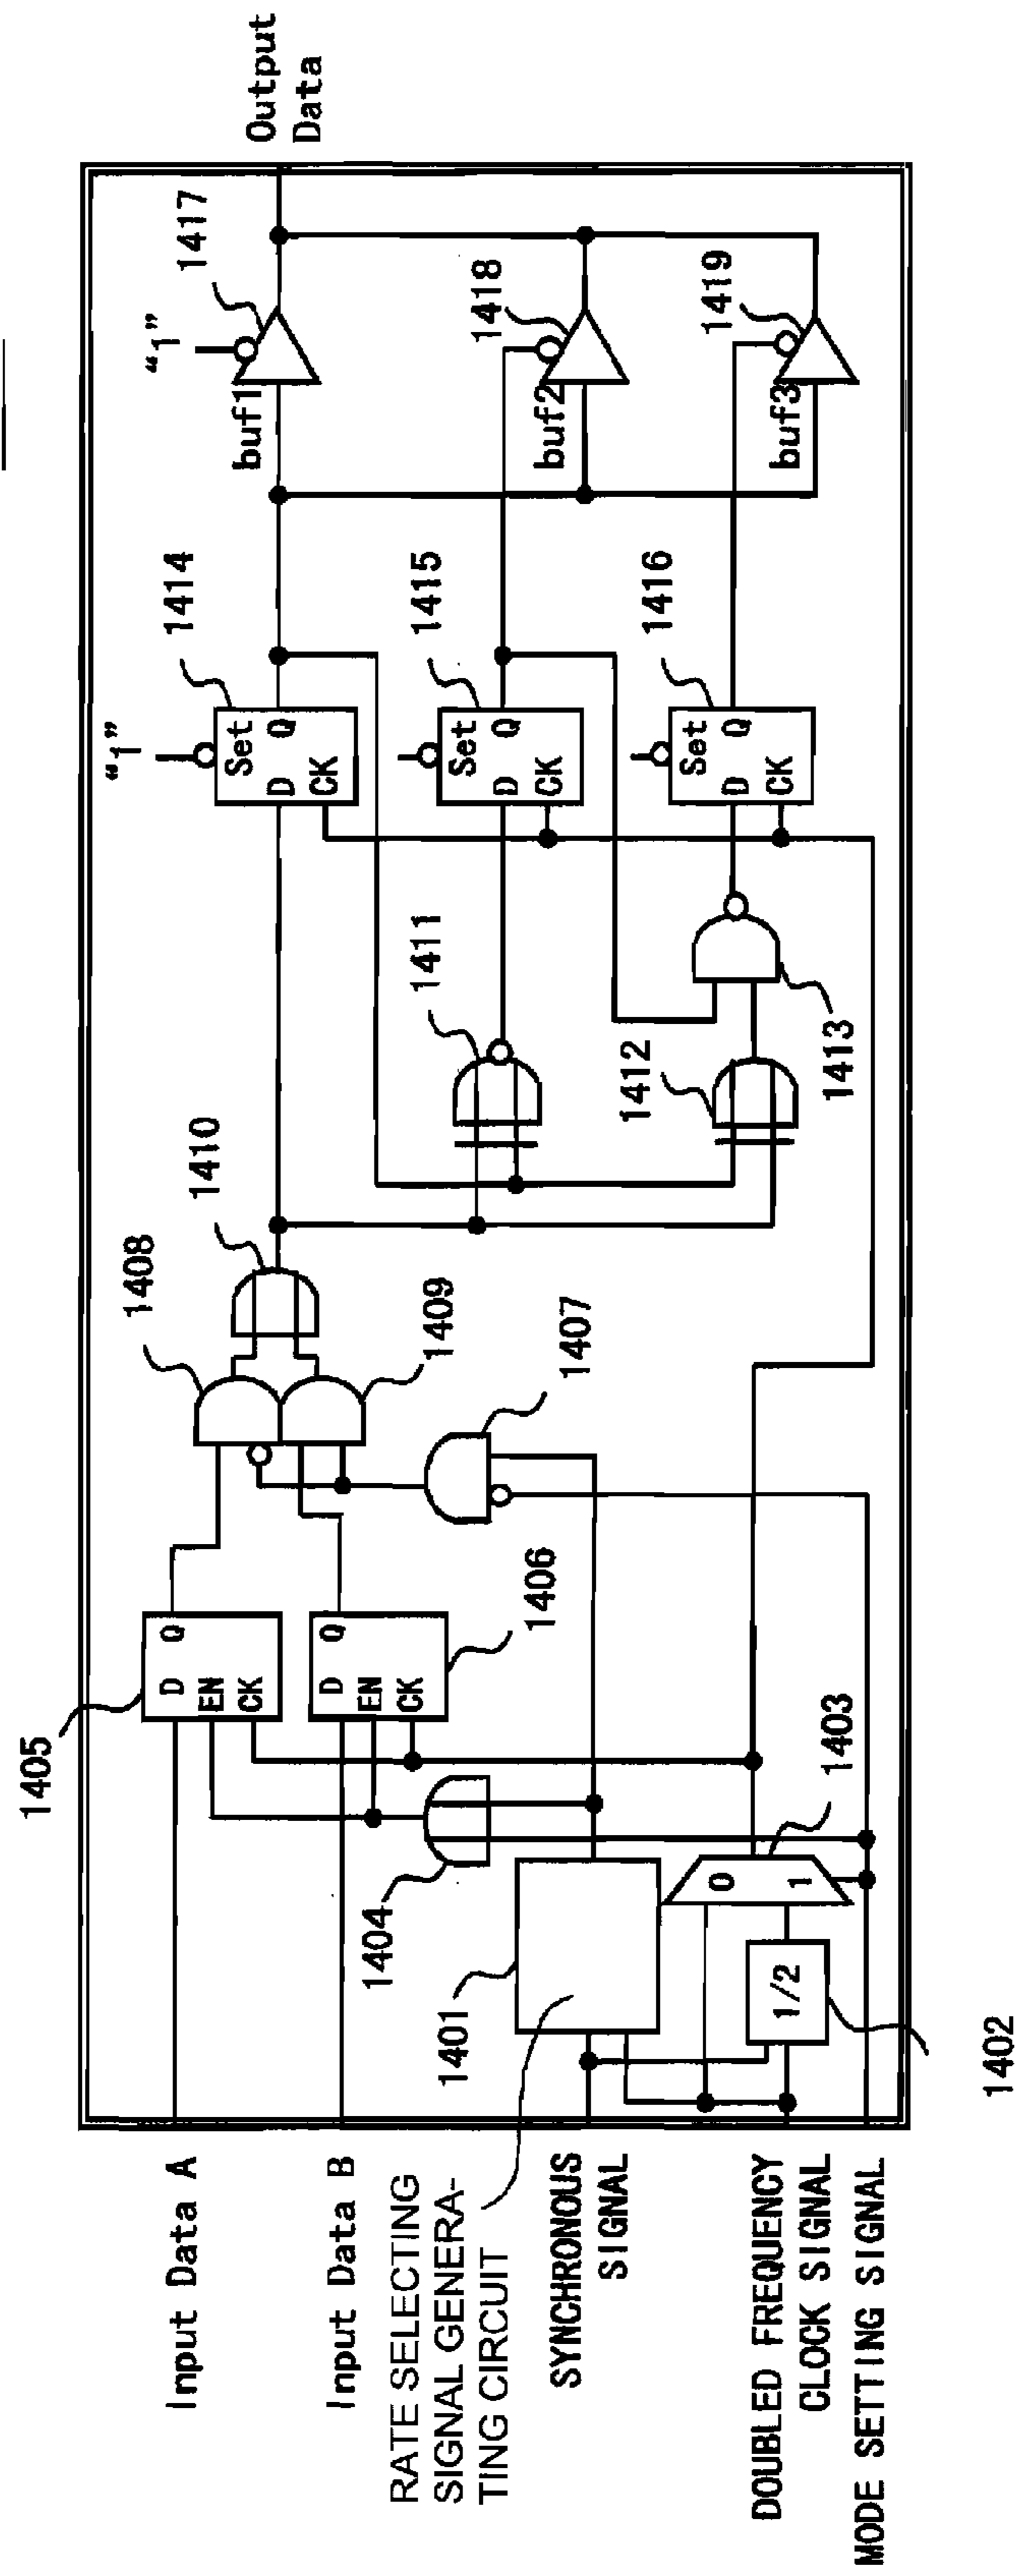 Input Data A
Input Data B
RATE SELECTING
SIGNAL GENERA-
TING CIRCUIT
SYNCHRONOUS
SIGNAL
DOUBLED FREQUENCY
CLOCK SIGNAL
MODE SETTING SIGNAL
1405
D Q
EN
CK
D Q
EN
CK
1406
1404
1401
0
1
1403
1/2
1402
1408
1409
1407
1410
1411
1412
1413
"1"
1414
Set
D Q
CK
1415
Set
D Q
CK
1416
Set
D Q
CK
"1"
buf1
1417
buf2
1418
buf3
1419
Output
Data